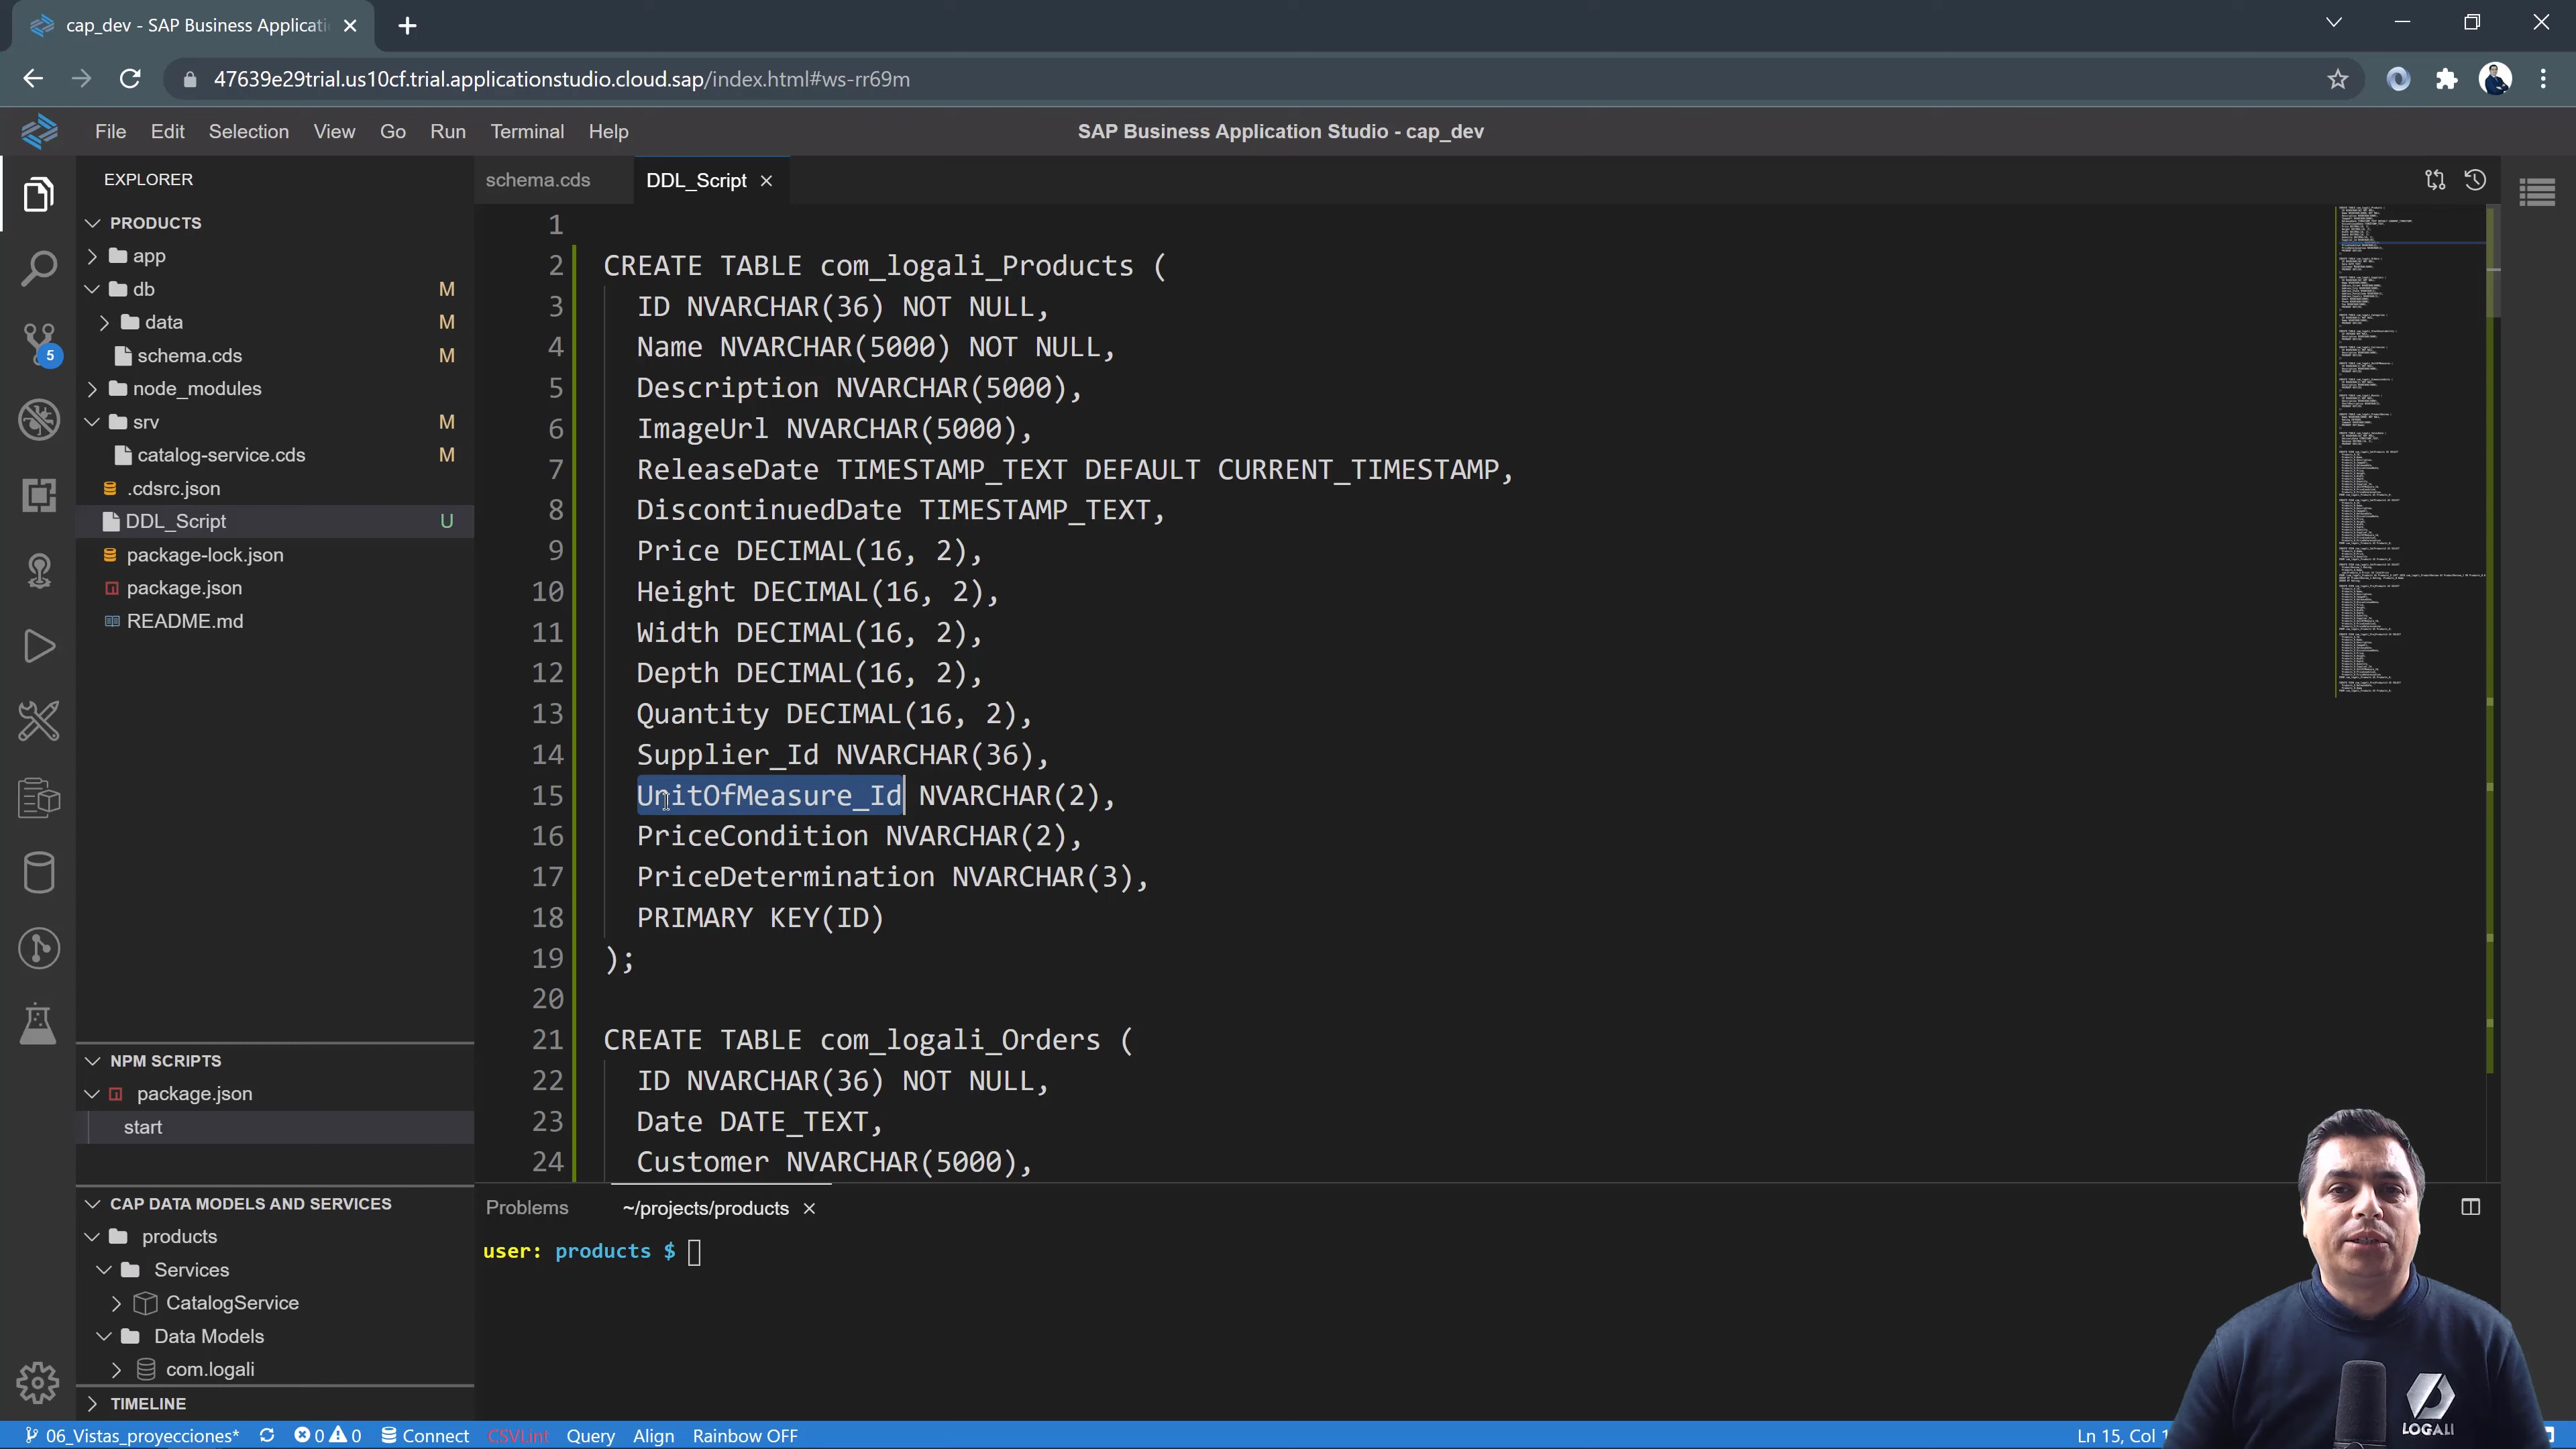 cap_dev - SAP Business Applicati
47639e29trial.us10cf.trial.applicationstudio.cloud.sap/index.html#ws-rr69m
File Edit Selection View Go Run Terminal Help
SAP Business Application Studio - cap_dev
EXPLORER
PRODUCTS
app
db M
data M
schema.cds M
node_modules
srv M
catalog-service.cds M
.cdsrc.json
DDL_Script U
package-lock.json
package.json
README.md
5
NPM SCRIPTS
package.json
start
CAP DATA MODELS AND SERVICES
products
Services
CatalogService
Data Models
com.logali
TIMELINE
schema.cds DDL_Script
1
2 CREATE TABLE com_logali_Products (
3 ID NVARCHAR(36) NOT NULL,
4 Name NVARCHAR(5000) NOT NULL,
5 Description NVARCHAR(5000),
6 ImageUrl NVARCHAR(5000),
7 ReleaseDate TIMESTAMP_TEXT DEFAULT CURRENT_TIMESTAMP,
8 DiscontinuedDate TIMESTAMP_TEXT,
9 Price DECIMAL(16, 2),
10 Height DECIMAL(16, 2),
11 Width DECIMAL(16, 2),
12 Depth DECIMAL(16, 2),
13 Quantity DECIMAL(16, 2),
14 Supplier_Id NVARCHAR(36),
15 UnitOfMeasure_Id NVARCHAR(2),
16 PriceCondition NVARCHAR(2),
17 PriceDetermination NVARCHAR(3),
18 PRIMARY KEY(ID)
19 );
20
21 CREATE TABLE com_logali_Orders (
22 ID NVARCHAR(36) NOT NULL,
23 Date DATE_TEXT,
24 Customer NVARCHAR(5000),
Problems ~/projects/products
user: products $
LOGALI
06_Vistas_proyecciones* 0 0 Connect CSVLint Query Align Rainbow OFF Ln 15, Col 1